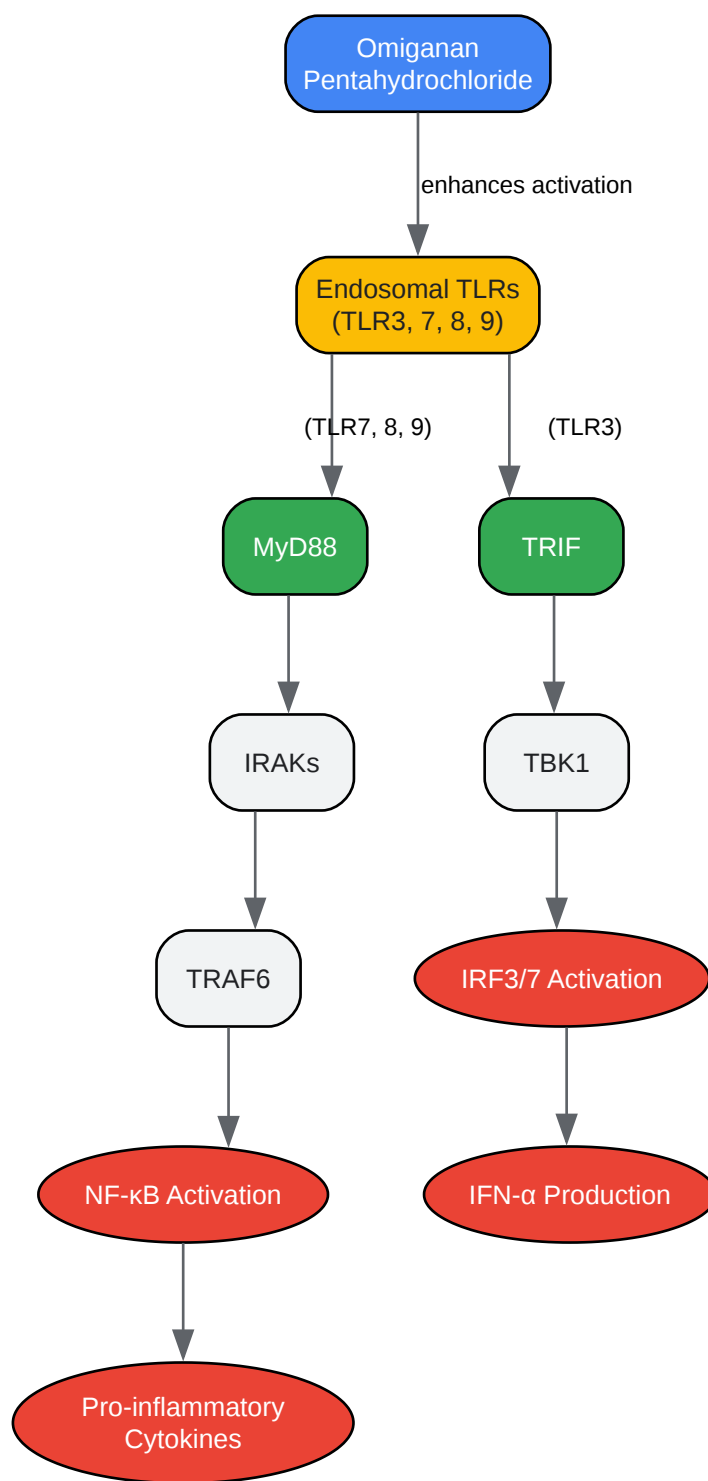 Omiganan
Pentahydrochloride
enhances activation
Endosomal TLRs
(TLR3, 7, 8, 9)
(TLR7, 8, 9)
(TLR3)
MyD88
TRIF
IRAKs
TBK1
TRAF6
IRF3/7 Activation
NF-κB Activation
IFN-α Production
Pro-inflammatory
Cytokines